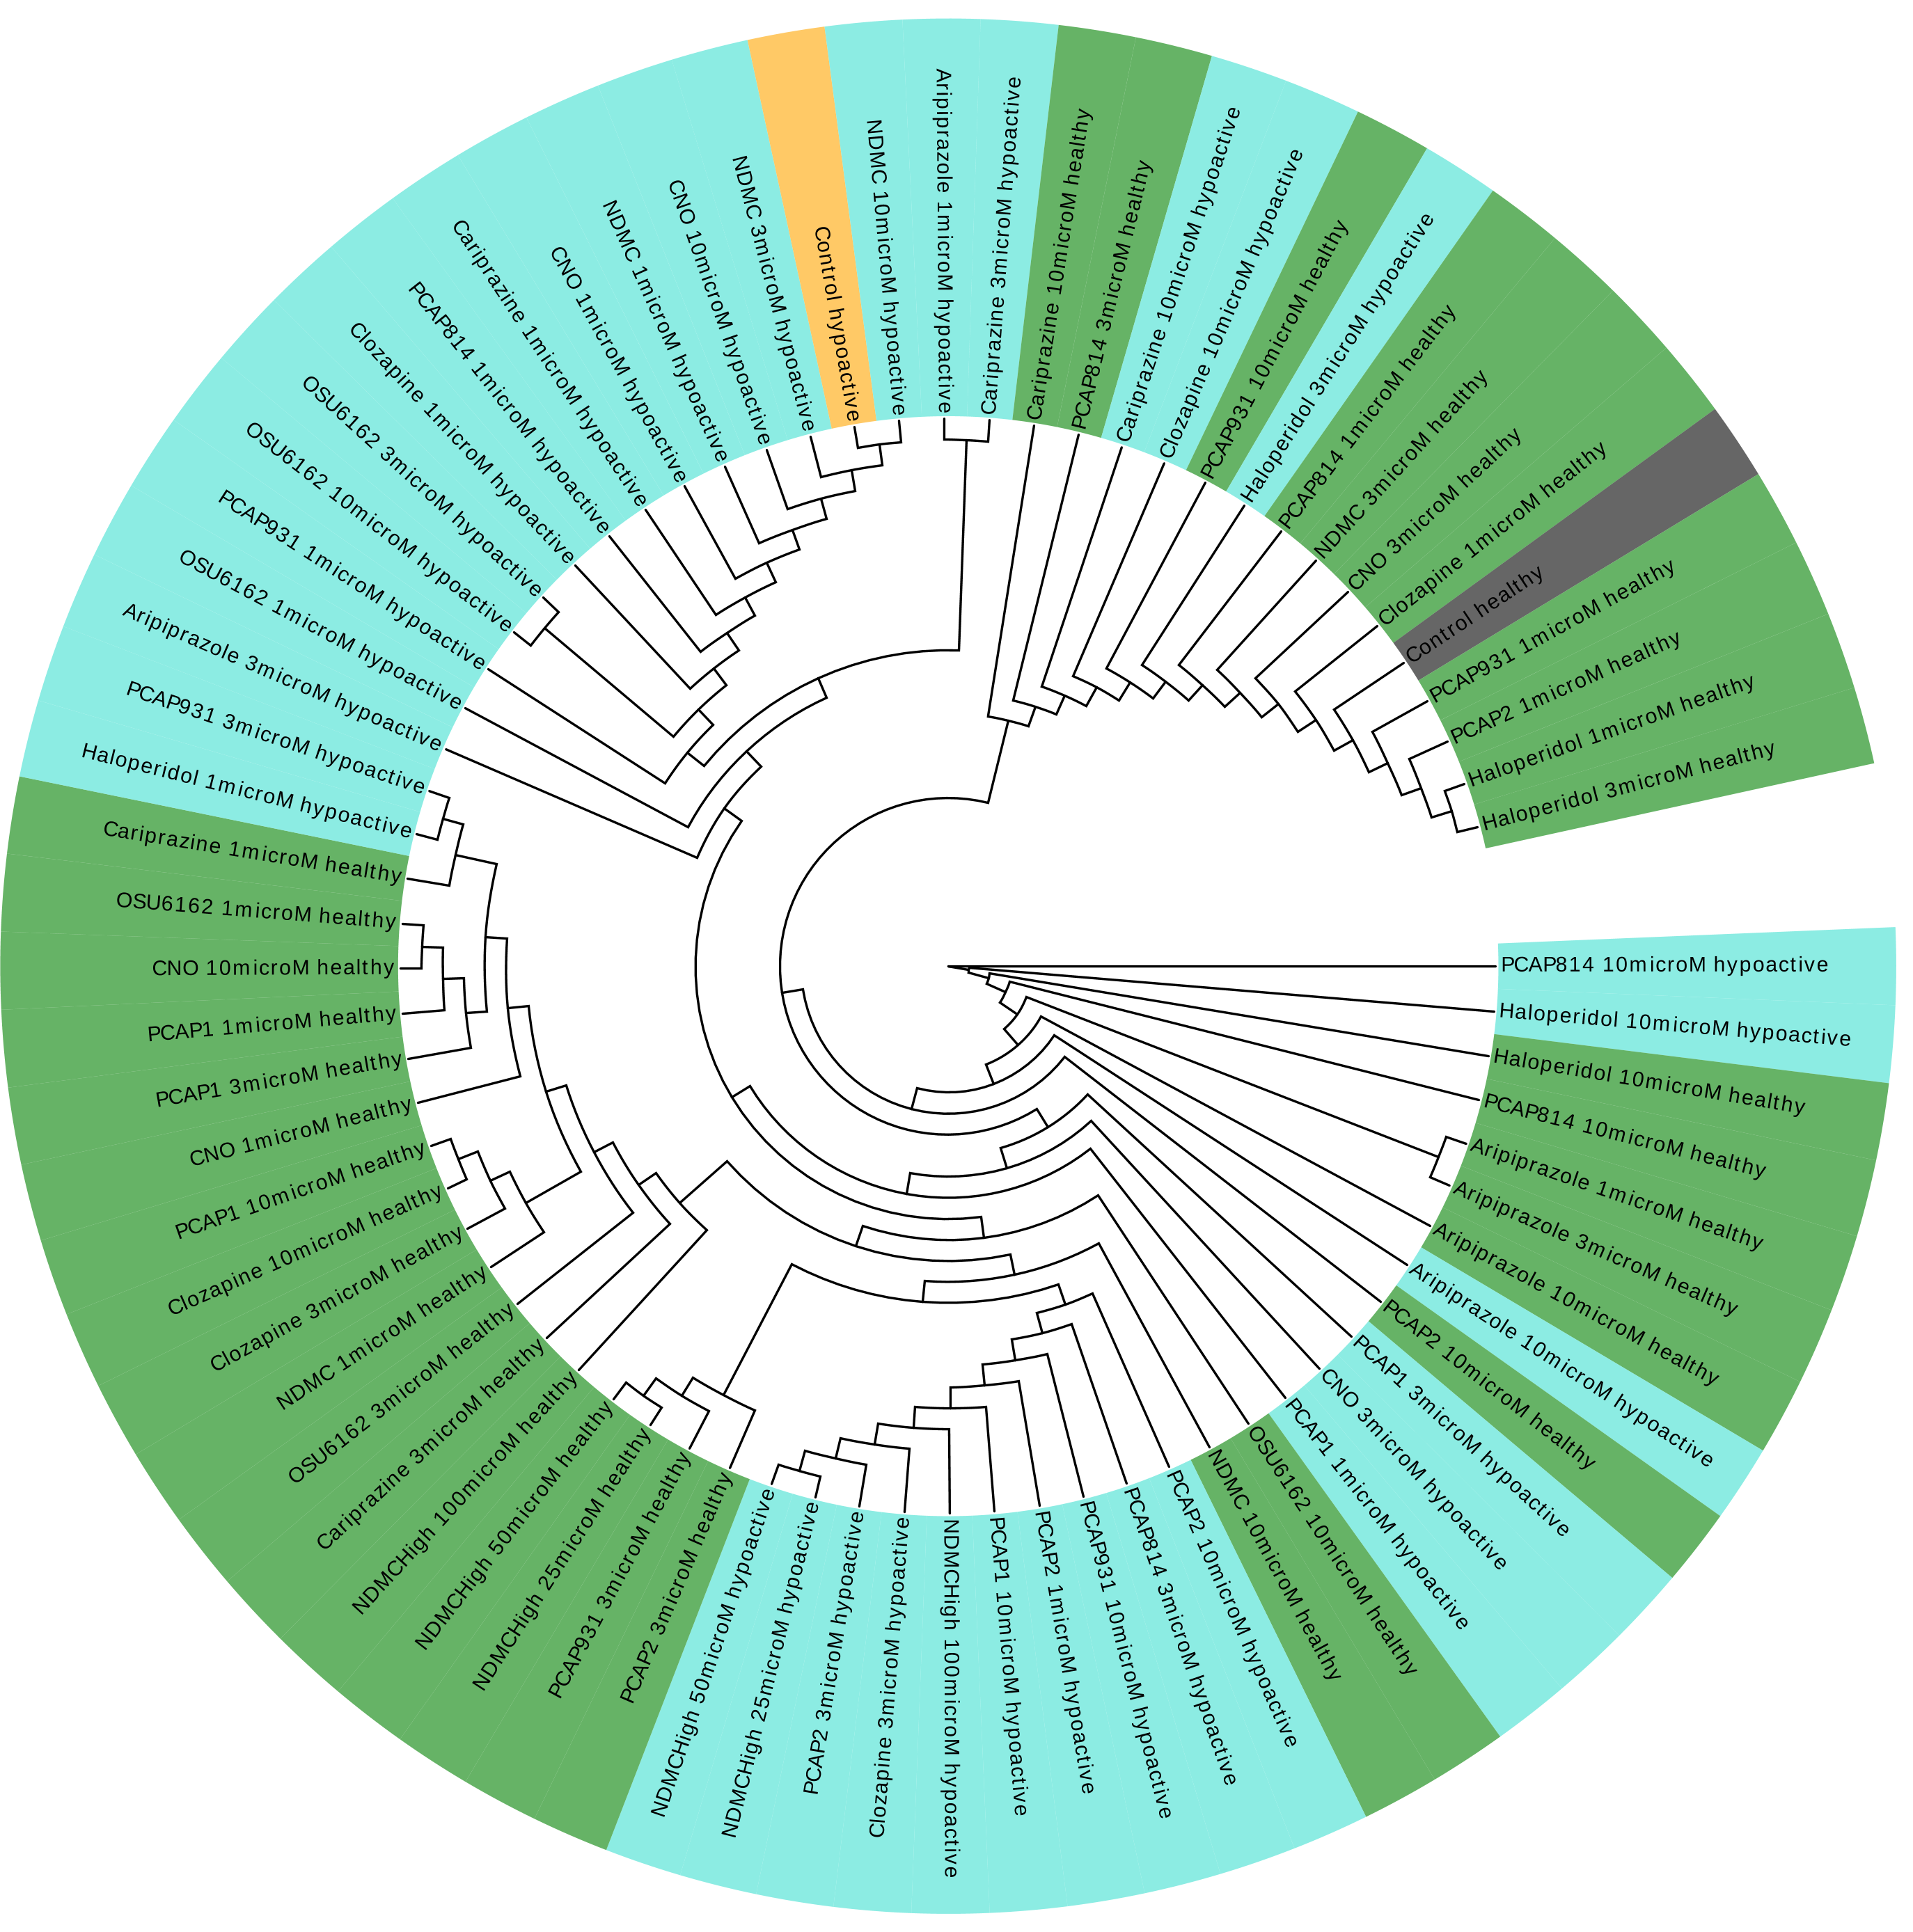 PCAP814 10microM hypoactive
Haloperidol 10microM hypoactive
Haloperidol 10microM healthy
PCAP814 10microM healthy
Aripiprazole 1microM healthy
Aripiprazole 3microM healthy
Aripiprazole 10microM healthy
Aripiprazole 10microM hypoactive
PCAP2 10microM healthy
PCAP1 3microM hypoactive
CNO 3microM hypoactive
PCAP1 1microM hypoactive
OSU6162 10microM healthy
NDMC 10microM healthy
PCAP2 10microM hypoactive
PCAP814 3microM hypoactive
PCAP931 10microM hypoactive
PCAP2 1microM hypoactive
PCAP1 10microM hypoactive
NDMCHigh 100microM hypoactive
Clozapine 3microM hypoactive
PCAP2 3microM hypoactive
NDMCHigh 25microM hypoactive
NDMCHigh 50microM hypoactive
PCAP2 3microM healthy
PCAP931 3microM healthy
NDMCHigh 25microM healthy
NDMCHigh 50microM healthy
NDMCHigh 100microM healthy
Cariprazine 3microM healthy
OSU6162 3microM healthy
NDMC 1microM healthy
Clozapine 3microM healthy
Clozapine 10microM healthy
PCAP1 10microM healthy
CNO 1microM healthy
PCAP1 3microM healthy
PCAP1 1microM healthy
CNO 10microM healthy
OSU6162 1microM healthy
Cariprazine 1microM healthy
Haloperidol 1microM hypoactive
PCAP931 3microM hypoactive
Aripiprazole 3microM hypoactive
OSU6162 1microM hypoactive
PCAP931 1microM hypoactive
OSU6162 10microM hypoactive
OSU6162 3microM hypoactive
Clozapine 1microM hypoactive
PCAP814 1microM hypoactive
Cariprazine 1microM hypoactive
CNO 1microM hypoactive
NDMC 1microM hypoactive
CNO 10microM hypoactive
NDMC 3microM hypoactive
Control hypoactive
NDMC 10microM hypoactive
Aripiprazole 1microM hypoactive
Cariprazine 3microM hypoactive
Cariprazine 10microM healthy
PCAP814 3microM healthy
Cariprazine 10microM hypoactive
Clozapine 10microM hypoactive
PCAP931 10microM healthy
Haloperidol 3microM hypoactive
PCAP814 1microM healthy
NDMC 3microM healthy
CNO 3microM healthy
Clozapine 1microM healthy
Control healthy
PCAP931 1microM healthy
PCAP2 1microM healthy
Haloperidol 1microM healthy
Haloperidol 3microM healthy